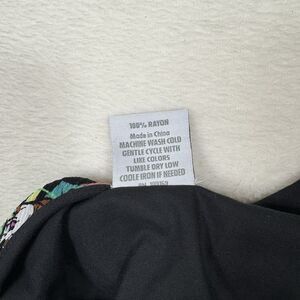 100% RAYON
Made in China
MACHINE WASH COLD
GENTLE CYCLE WITH
LIKE COLORS
TUMBLE DRY LOW
COOLE IRON IF NEEDED